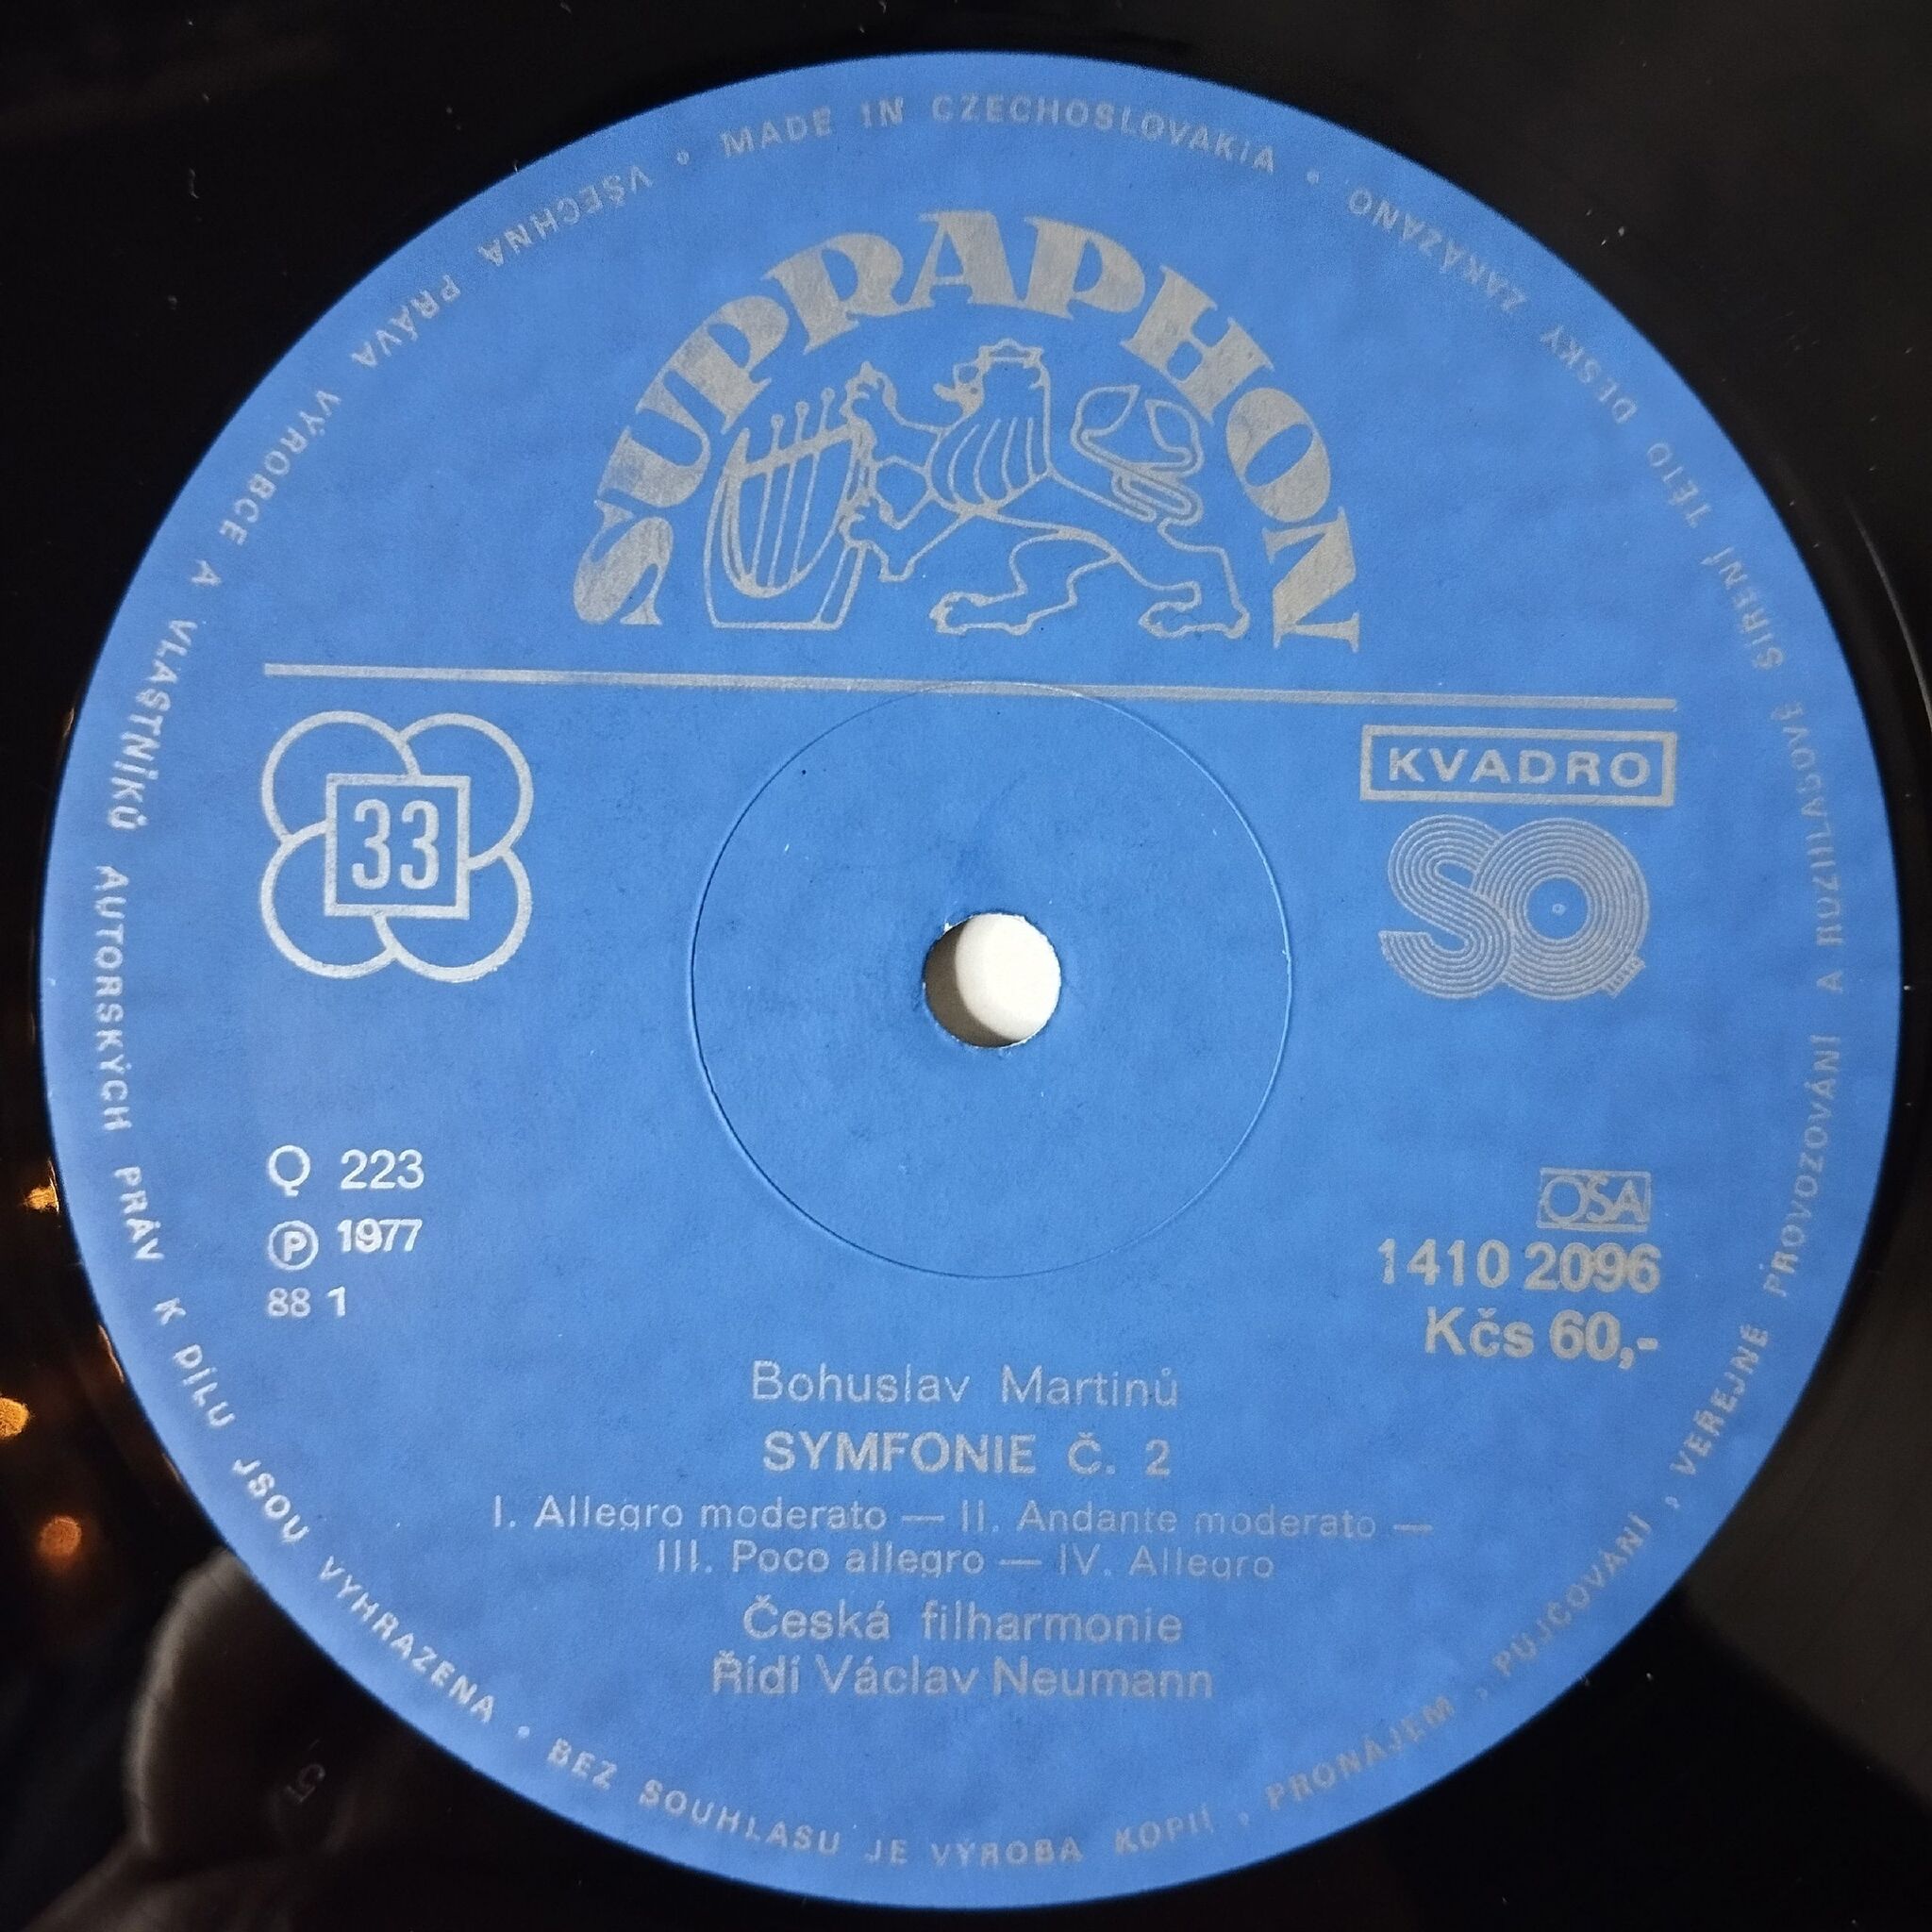 MADE IN CZECHOSLOVAKIA • VŠECHNA PRÁVA VÝROBCE A VLASTNÍKŮ AUTORSKÝCH PRÁV K DÍLU JSOU VYHRAZENA • BEZ SOUHLASU JE VÝROBA KOPIÍ, PRONÁJEM, PŮJČOVÁNÍ, VEŘEJNÉ PROVOZOVÁNÍ A ROZHLASOVÉ ŠÍŘENÍ TÉTO DESKY ZAKÁZÁNO •
SUPRAPHON
33
KVADRO
SQ
Q 223
Ⓟ 1977
88 1
OSA
1410 2096
Kčs 60,-
Bohuslav Martinů
SYMFONIE Č. 2
I. Allegro moderato — II. Andante moderato —
III. Poco allegro — IV. Allegro
Česká filharmonie
Řídí Václav Neumann